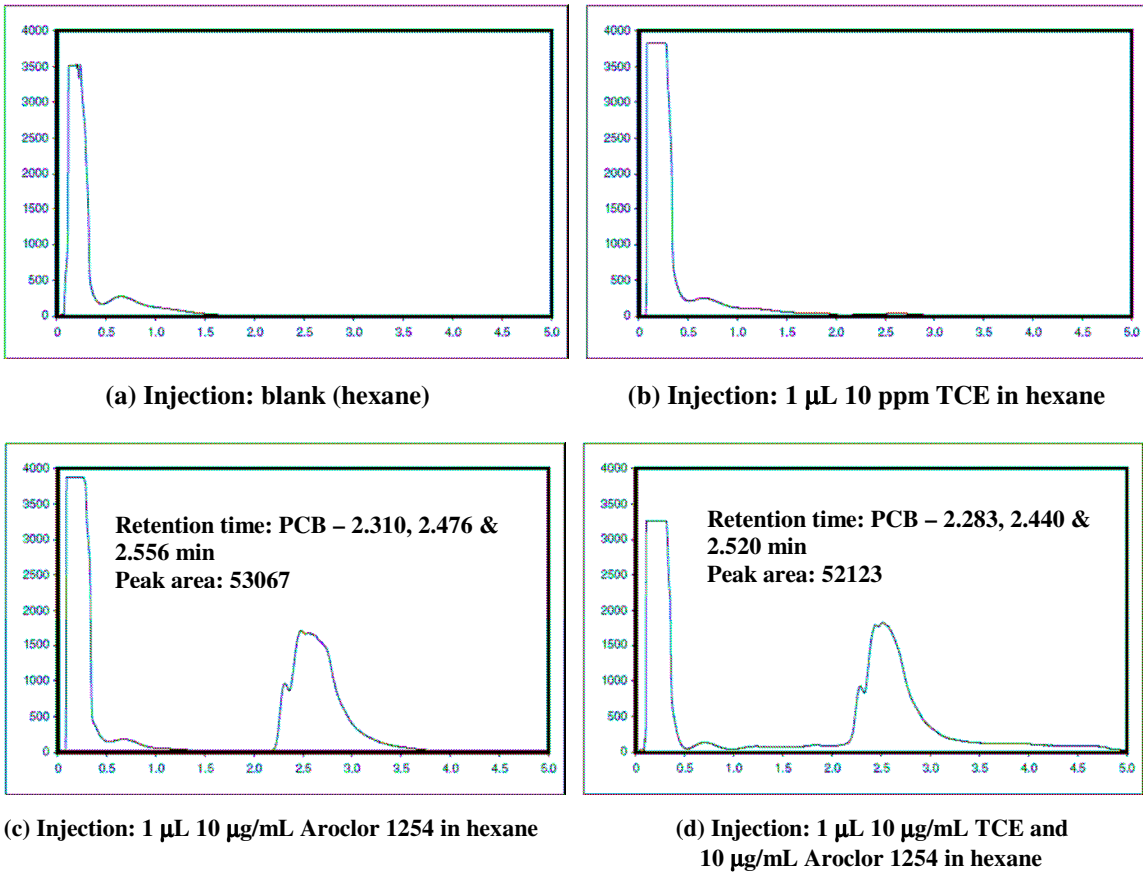 4000
3500
3000
2500
2000
1500
1000
500
0
0 0.5 1.0 1.5 2.0 2.5 3.0 3.5 4.0 4.5 5.0
(a) Injection: blank (hexane)
4000
3500
3000
2500
2000
1500
1000
500
0
0 0.5 1.0 1.5 2.0 2.5 3.0 3.5 4.0 4.5 5.0
(b) Injection: 1 μL 10 ppm TCE in hexane
4000
3500
3000
2500
2000
1500
1000
500
0
Retention time: PCB – 2.310, 2.476 &
2.556 min
Peak area: 53067
0 0.5 1.0 1.5 2.0 2.5 3.0 3.5 4.0 4.5 5.0
(c) Injection: 1 μL 10 μg/mL Aroclor 1254 in hexane
4000
3500
3000
2500
2000
1500
1000
500
0
Retention time: PCB – 2.283, 2.440 &
2.520 min
Peak area: 52123
0 0.5 1.0 1.5 2.0 2.5 3.0 3.5 4.0 4.5 5.0
(d) Injection: 1 μL 10 μg/mL TCE and
10 μg/mL Aroclor 1254 in hexane